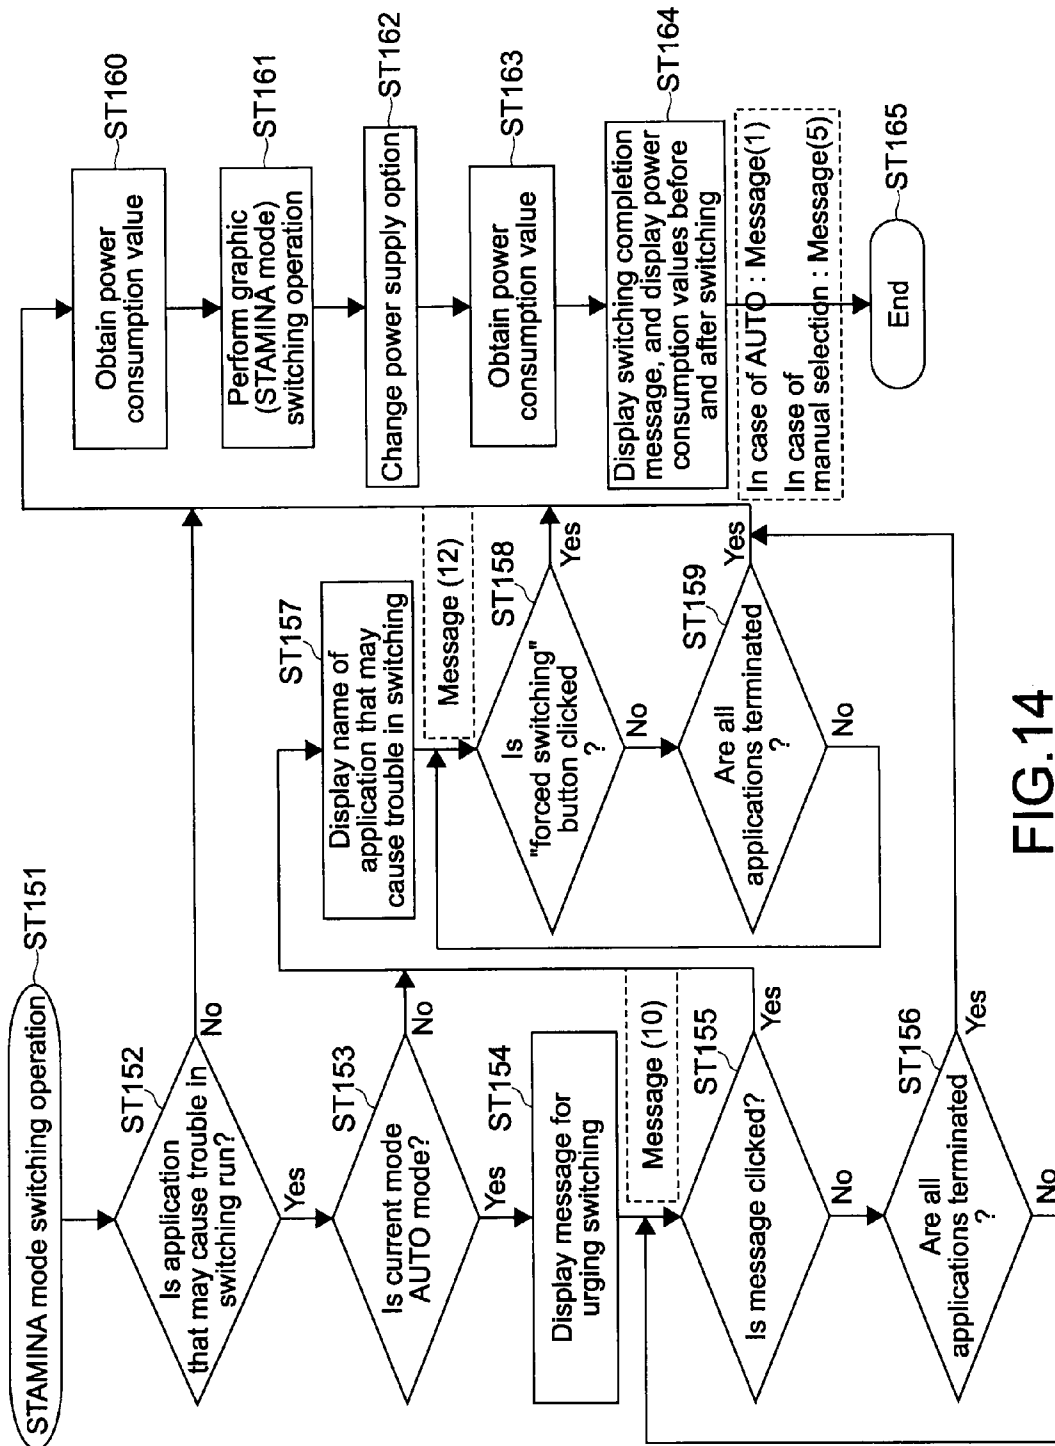 STAMINA mode switching operation
ST151
ST152
Is application
that may cause trouble in
switching run?
No
Yes
ST153
Is current mode
AUTO mode?
No
Yes
ST154
Display message for
urging switching
Message (10)
ST155
Is message clicked?
Yes
No
ST156
Are all
applications terminated
?
Yes
No
ST157
Display name of
application that may
cause trouble in switching
Message (12)
ST158
Is
"forced switching"
button clicked
?
Yes
No
ST159
Are all
applications terminated
?
Yes
No
Obtain power
consumption value
ST160
Perform graphic
(STAMINA mode)
switching operation
ST161
Change power supply option
ST162
Obtain power
consumption value
ST163
Display switching completion
message, and display power
consumption values before
and after switching
ST164
In case of AUTO : Message(1)
In case of
manual selection : Message(5)
End
ST165
FIG.14